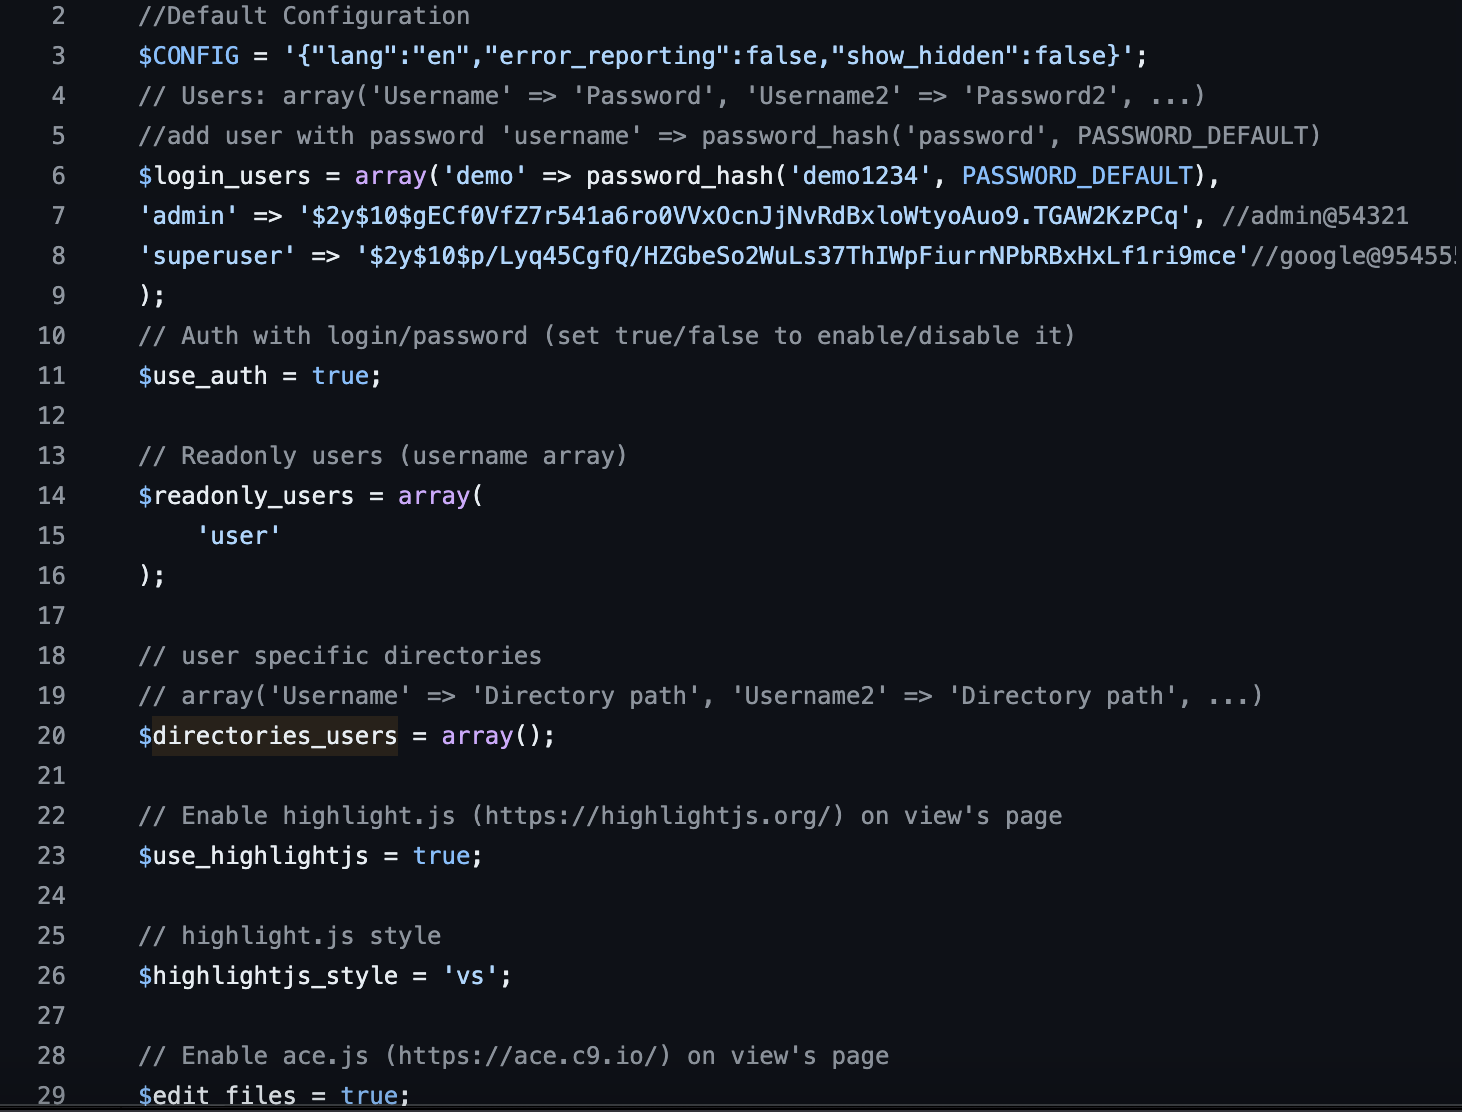 2 //Default Configuration
3 $CONFIG = '{"lang":"en","error_reporting":false,"show_hidden":false}';
4 // Users: array('Username' => 'Password', 'Username2' => 'Password2', ...)
5 //add user with password 'username' => password_hash('password', PASSWORD_DEFAULT)
6 $login_users = array('demo' => password_hash('demo1234', PASSWORD_DEFAULT),
7 'admin' => '$2y$10$gECf0VfZ7r541a6ro0VVxOcnJjNvRdBxloWtyoAuo9.TGAW2KzPCq', //admin@54321
8 'superuser' => '$2y$10$p/Lyq45CgfQ/HZGbeSo2WuLs37ThIWpFiurrNPbRBxHxLf1ri9mce'//google@95455
9 );
10 // Auth with login/password (set true/false to enable/disable it)
11 $use_auth = true;
12
13 // Readonly users (username array)
14 $readonly_users = array(
15 'user'
16 );
17
18 // user specific directories
19 // array('Username' => 'Directory path', 'Username2' => 'Directory path', ...)
20 $directories_users = array();
21
22 // Enable highlight.js (https://highlightjs.org/) on view's page
23 $use_highlightjs = true;
24
25 // highlight.js style
26 $highlightjs_style = 'vs';
27
28 // Enable ace.js (https://ace.c9.io/) on view's page
29 $edit_files = true;